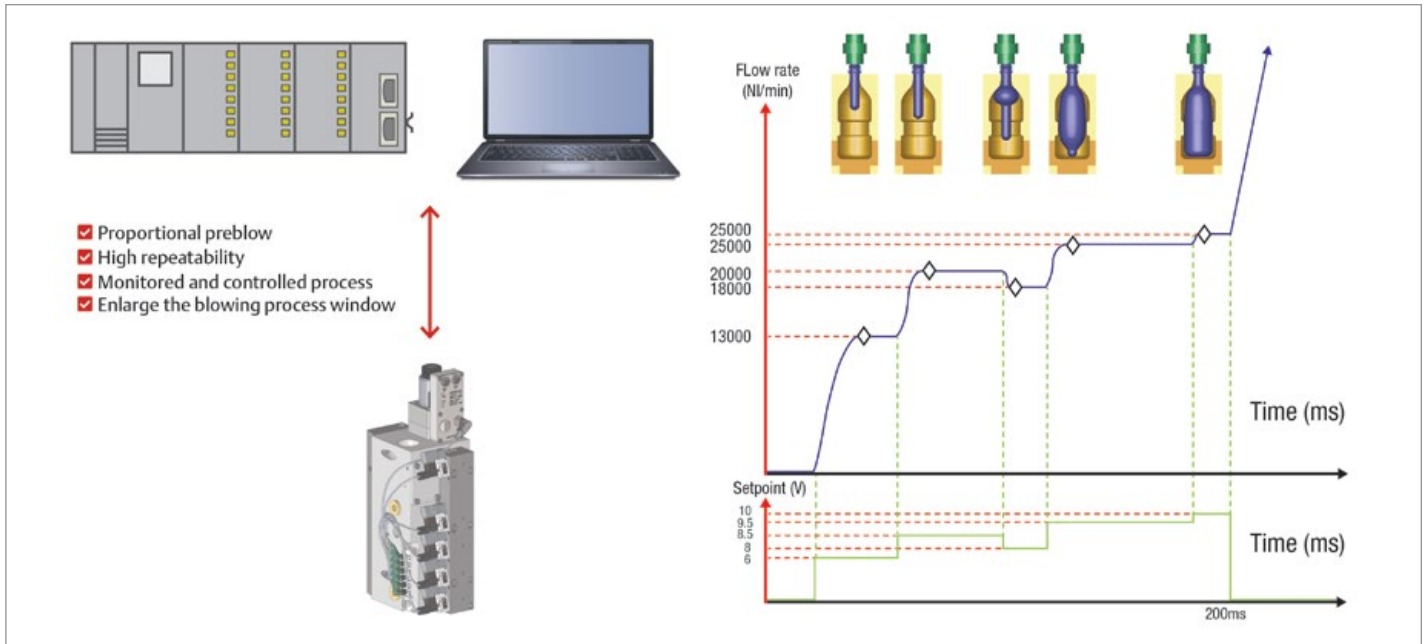 Proportional preblow
High repeatability
Monitored and controlled process
Enlarge the blowing process window
FLow rate
(Nl/min)
25000
25000
20000
18000
13000
Time (ms)
Setpoint (V)
10
9.5
8.5
8
6
Time (ms)
200ms